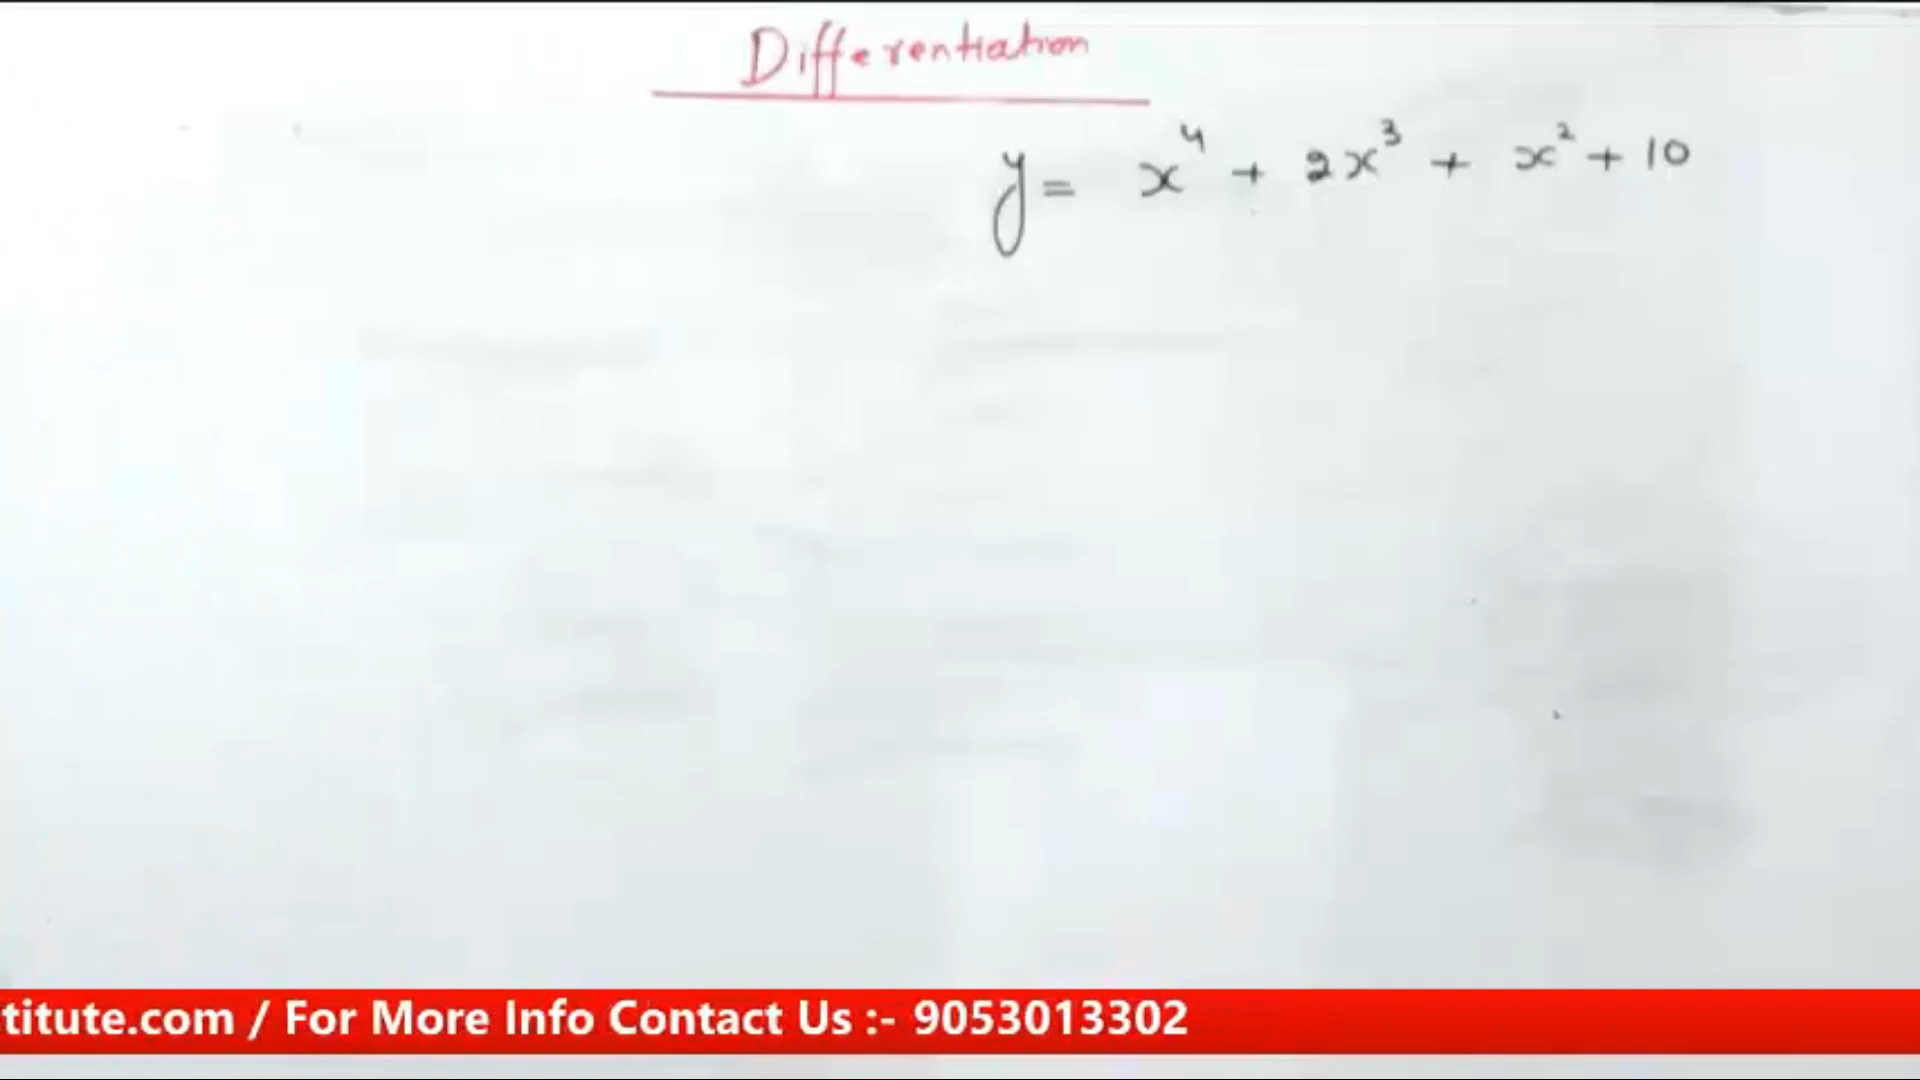 Differentiation
y = x⁴ + 2x³ + x² + 10
titute.com / For More Info Contact Us :- 9053013302